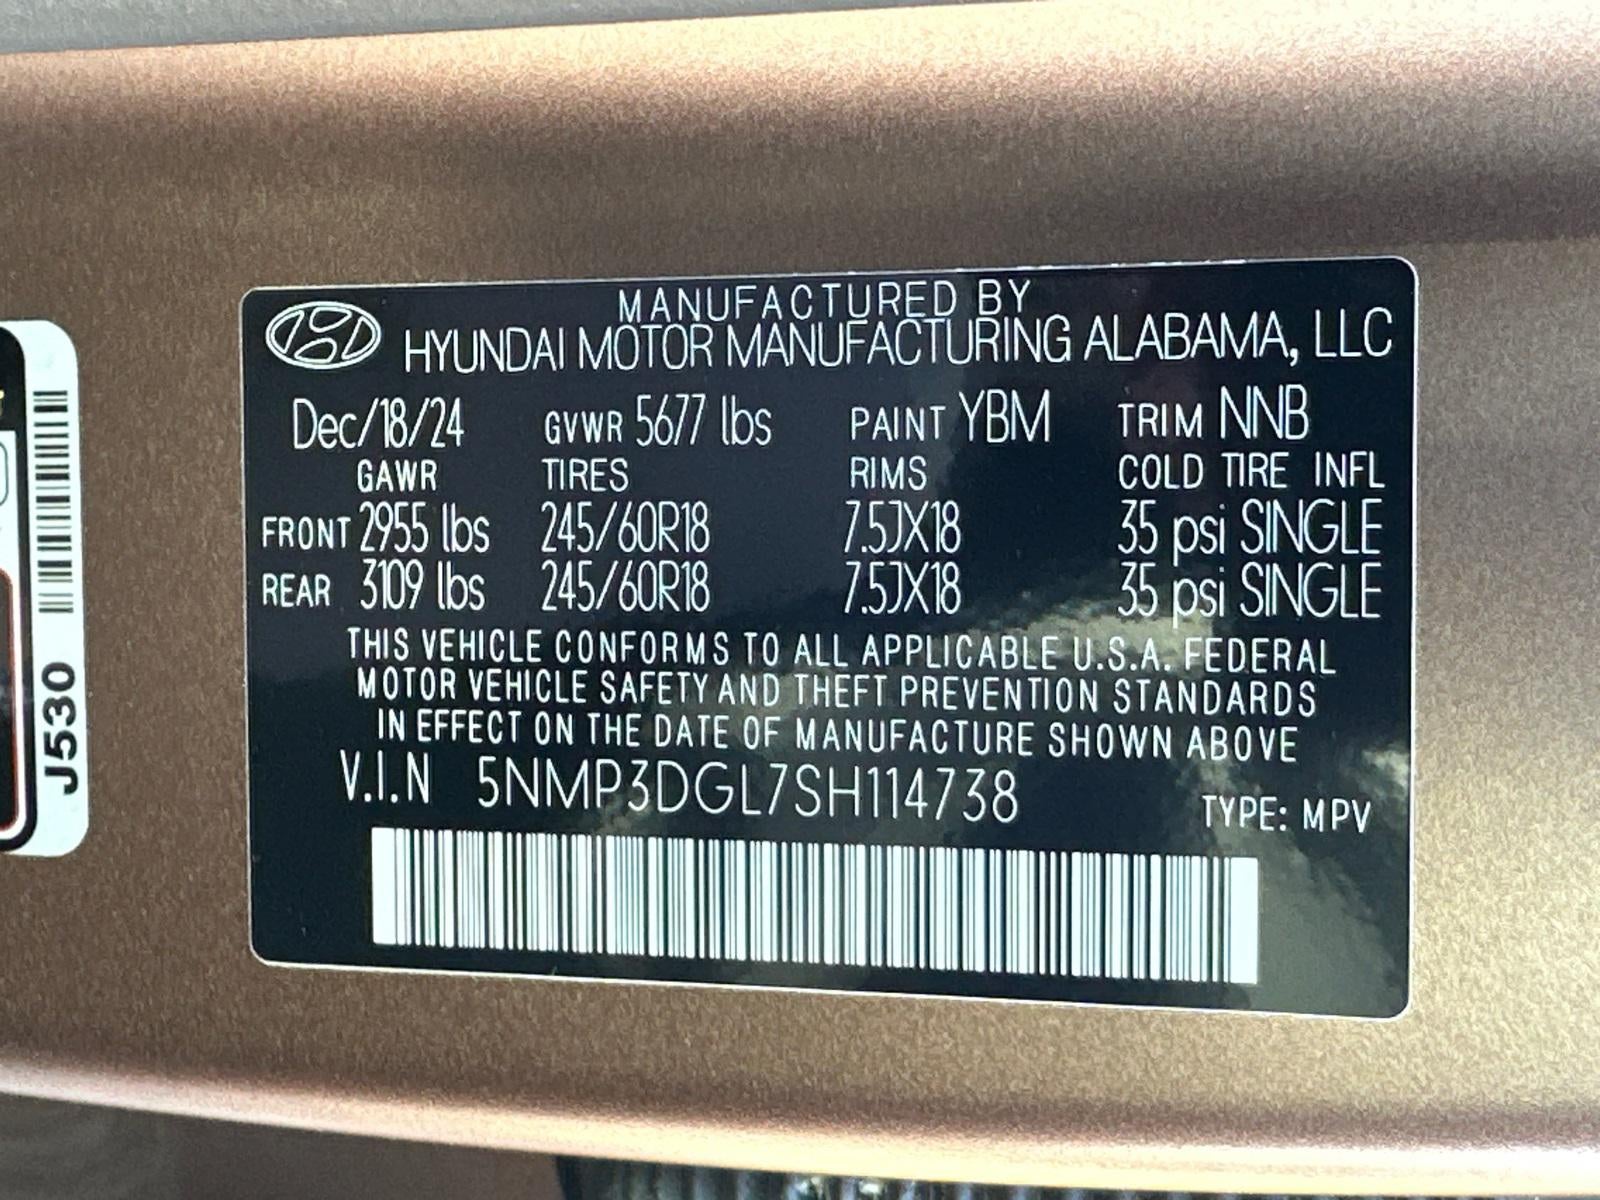 MANUFACTURED BY
HYUNDAI MOTOR MANUFACTURING ALABAMA, LLC
Dec/18/24 GVWR 5677 lbs PAINT YBM TRIM NNB
GAWR TIRES RIMS COLD TIRE INFL
FRONT 2955 lbs 245/60R18 7.5JX18 35 psi SINGLE
REAR 3109 lbs 245/60R18 7.5JX18 35 psi SINGLE
THIS VEHICLE CONFORMS TO ALL APPLICABLE U.S.A. FEDERAL
MOTOR VEHICLE SAFETY AND THEFT PREVENTION STANDARDS
IN EFFECT ON THE DATE OF MANUFACTURE SHOWN ABOVE
V.I.N 5NMP3DGL7SH114738 TYPE: MPV
J530